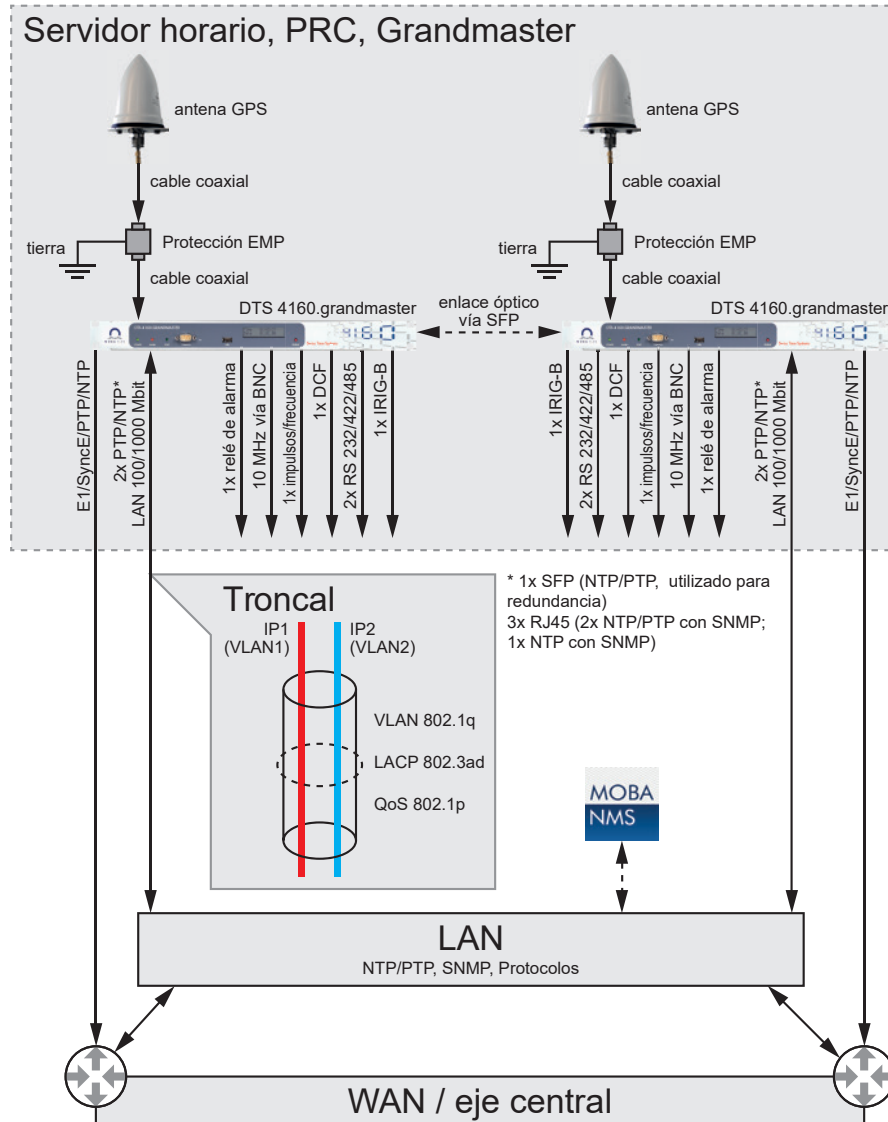 Servidor horario, PRC, Grandmaster
antena GPS
antena GPS
cable coaxial
cable coaxial
tierra
Protección EMP
tierra
Protección EMP
cable coaxial
cable coaxial
DTS 4160.grandmaster
enlace óptico
vía SFP
DTS 4160.grandmaster
4160
4160
E1/SyncE/PTP/NTP
2x PTP/NTP*
LAN 100/1000 Mbit
1x relé de alarma
10 MHz vía BNC
1x impulsos/frecuencia
1x DCF
2x RS 232/422/485
1x IRIG-B
1x IRIG-B
2x RS 232/422/485
1x DCF
1x impulsos/frecuencia
10 MHz vía BNC
1x relé de alarma
2x PTP/NTP*
LAN 100/1000 Mbit
E1/SyncE/PTP/NTP
Troncal
IP1
(VLAN1)
IP2
(VLAN2)
VLAN 802.1q
LACP 802.3ad
QoS 802.1p
* 1x SFP (NTP/PTP, utilizado para
redundancia)
3x RJ45 (2x NTP/PTP con SNMP;
1x NTP con SNMP)
MOBA
NMS
LAN
NTP/PTP, SNMP, Protocolos
WAN / eje central